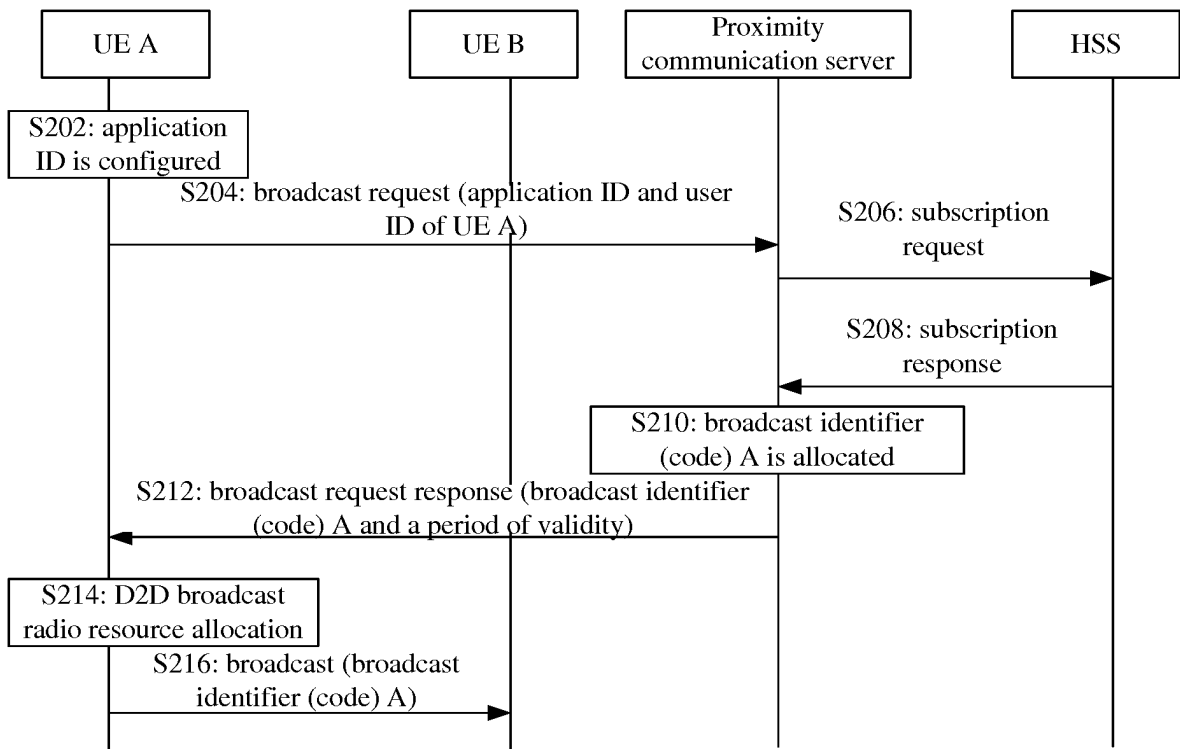 UE A
UE B
Proximity
communication server
HSS
S202: application
ID is configured
S204: broadcast request (application ID and user
ID of UE A)
S206: subscription
request
S208: subscription
response
S210: broadcast identifier
(code) A is allocated
S212: broadcast request response (broadcast identifier
(code) A and a period of validity)
S214: D2D broadcast
radio resource allocation
S216: broadcast (broadcast
identifier (code) A)